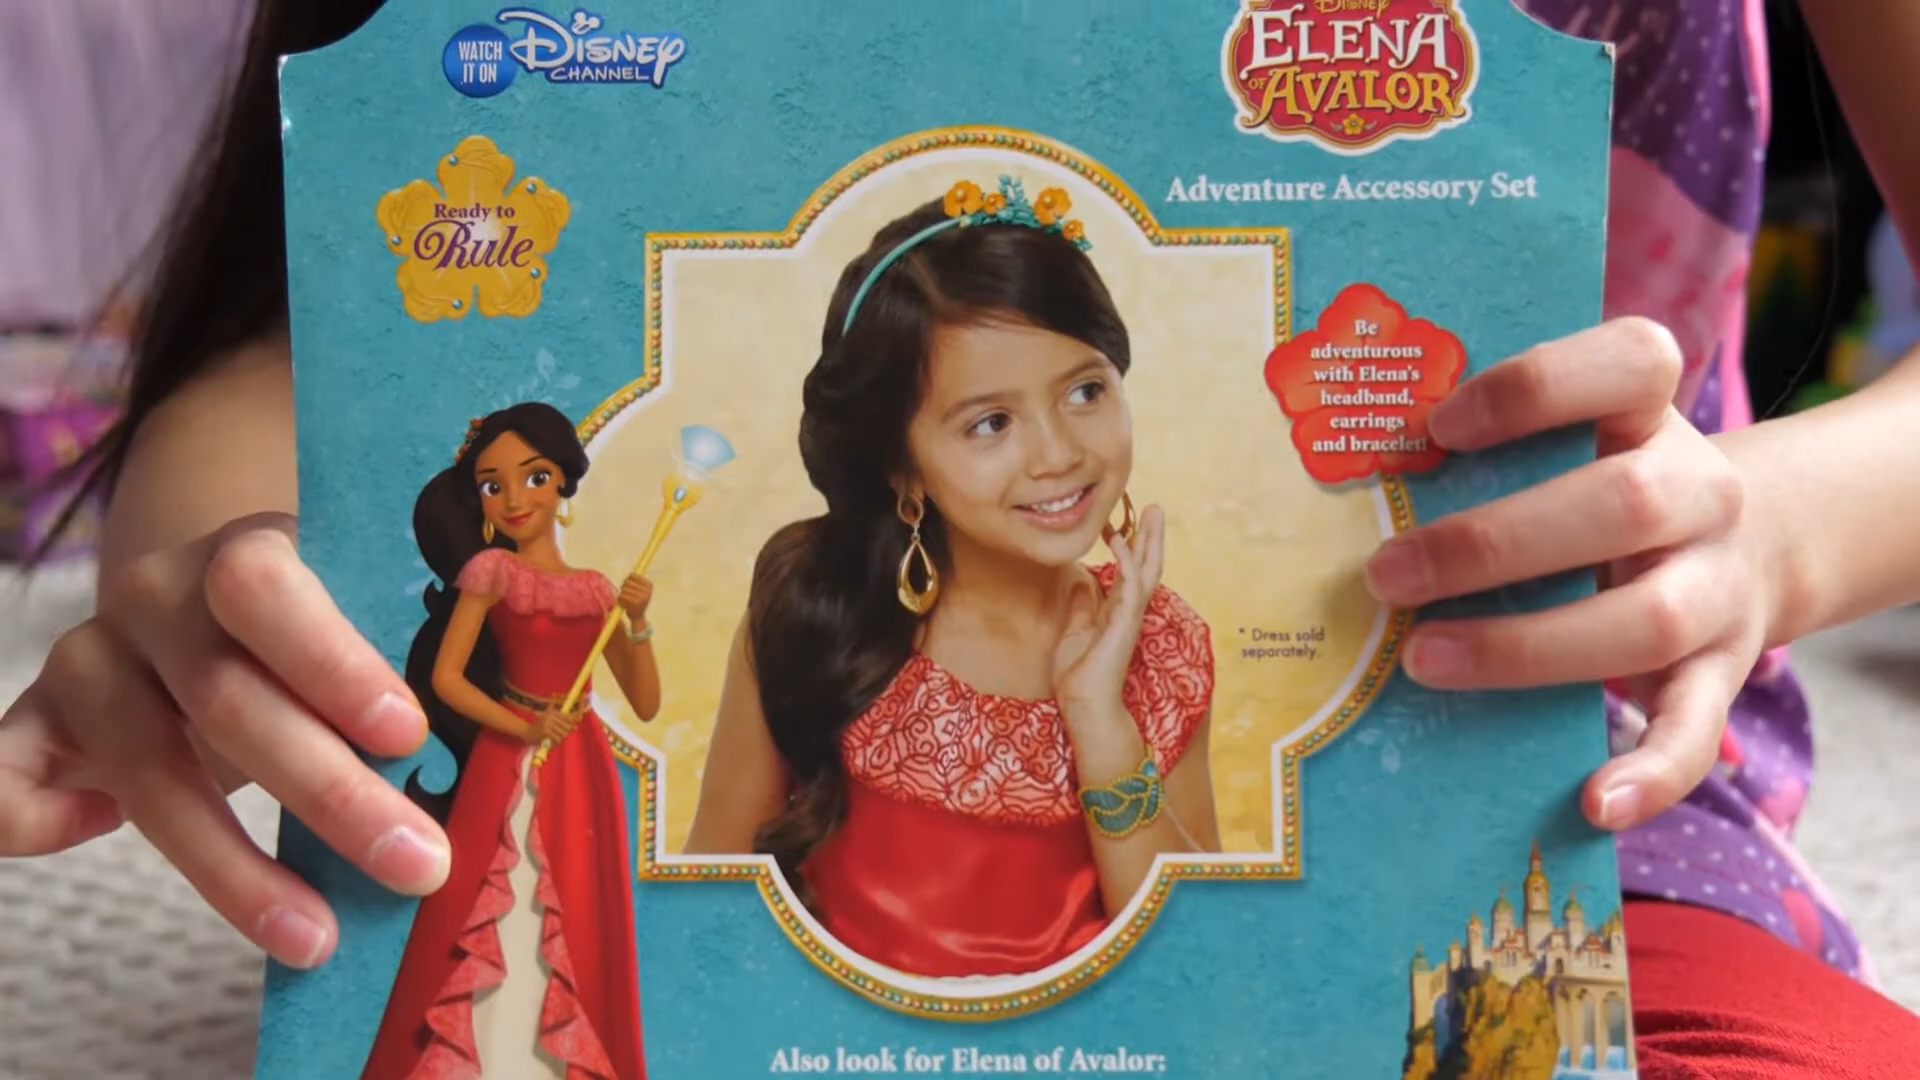 WATCH
IT ON
Disney
CHANNEL
Disney
ELENA
OF
AVALOR
Adventure Accessory Set
Ready to
Rule
Be
adventurous
with Elena's
headband,
earrings
and bracelet!
* Dress sold
separately.
Also look for Elena of Avalor: